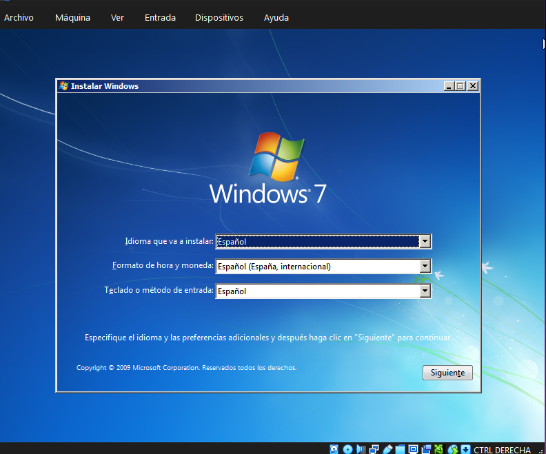 Archivo Máquina Ver Entrada Dispositivos Ayuda
Instalar Windows
Windows 7
Idioma que va a instalar: Español
Formato de hora y moneda: Español (España, internacional)
Teclado o método de entrada: Español
Especifique el idioma y las preferencias adicionales y después haga clic en "Siguiente" para continuar.
Copyright © 2009 Microsoft Corporation. Reservados todos los derechos.
Siguiente
CTRL DERECHA